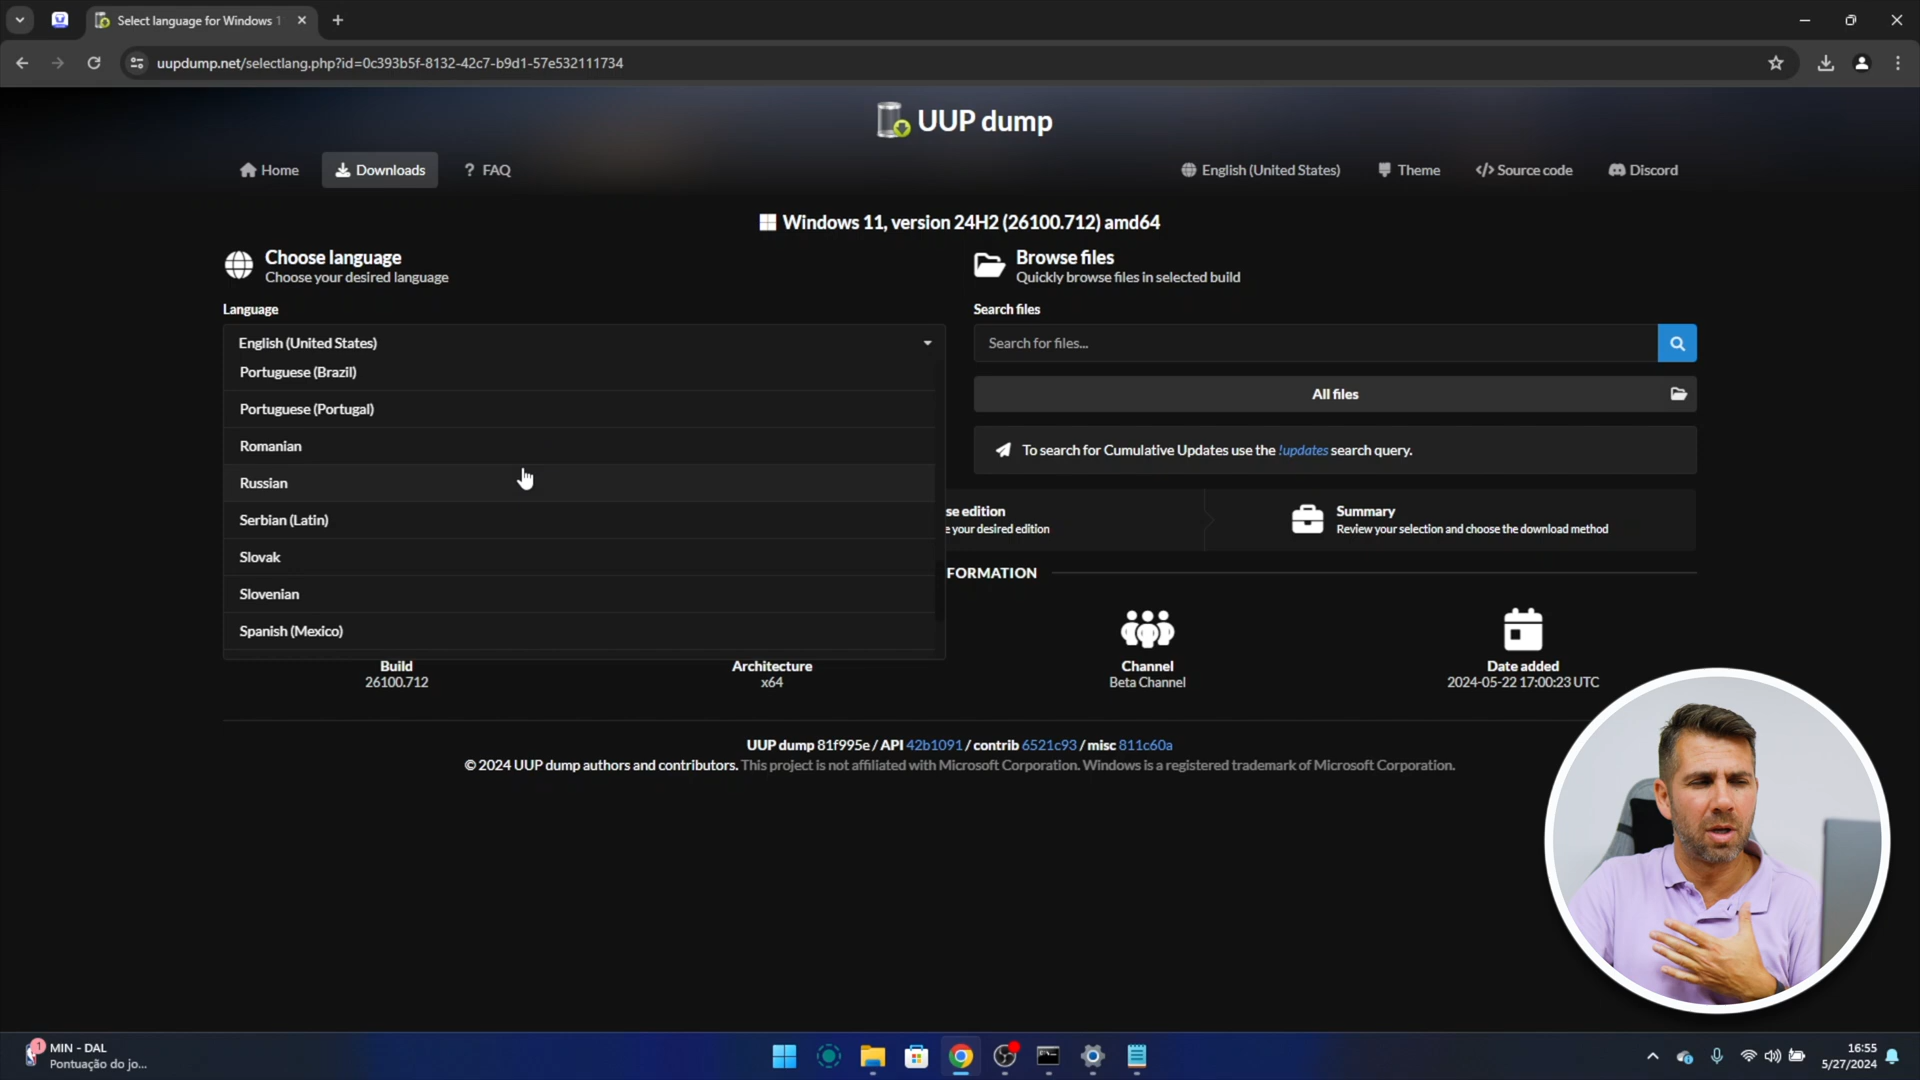 Select language for Windows 1
uupdump.net/selectlang.php?id=0c393b5f-8132-42c7-b9d1-57e532111734
UUP dump
Home
Downloads
? FAQ
English (United States)
Theme
</> Source code
Discord
Windows 11, version 24H2 (26100.712) amd64
Choose language
Choose your desired language
Browse files
Quickly browse files in selected build
Language
Search files
English (United States)
Search for files...
Portuguese (Brazil)
Portuguese (Portugal)
Romanian
Russian
Serbian (Latin)
Slovak
Slovenian
Spanish (Mexico)
All files
To search for Cumulative Updates use the !updates search query.
se edition
e your desired edition
Summary
Review your selection and choose the download method
FORMATION
Build
26100.712
Architecture
x64
Channel
Beta Channel
Date added
2024-05-22 17:00:23 UTC
UUP dump 81f995e / API 42b1091 / contrib 6521c93 / misc 811c60a
© 2024 UUP dump authors and contributors. This project is not affiliated with Microsoft Corporation. Windows is a registered trademark of Microsoft Corporation.
1
MIN - DAL
Pontuação do jo...
16:55
5/27/2024